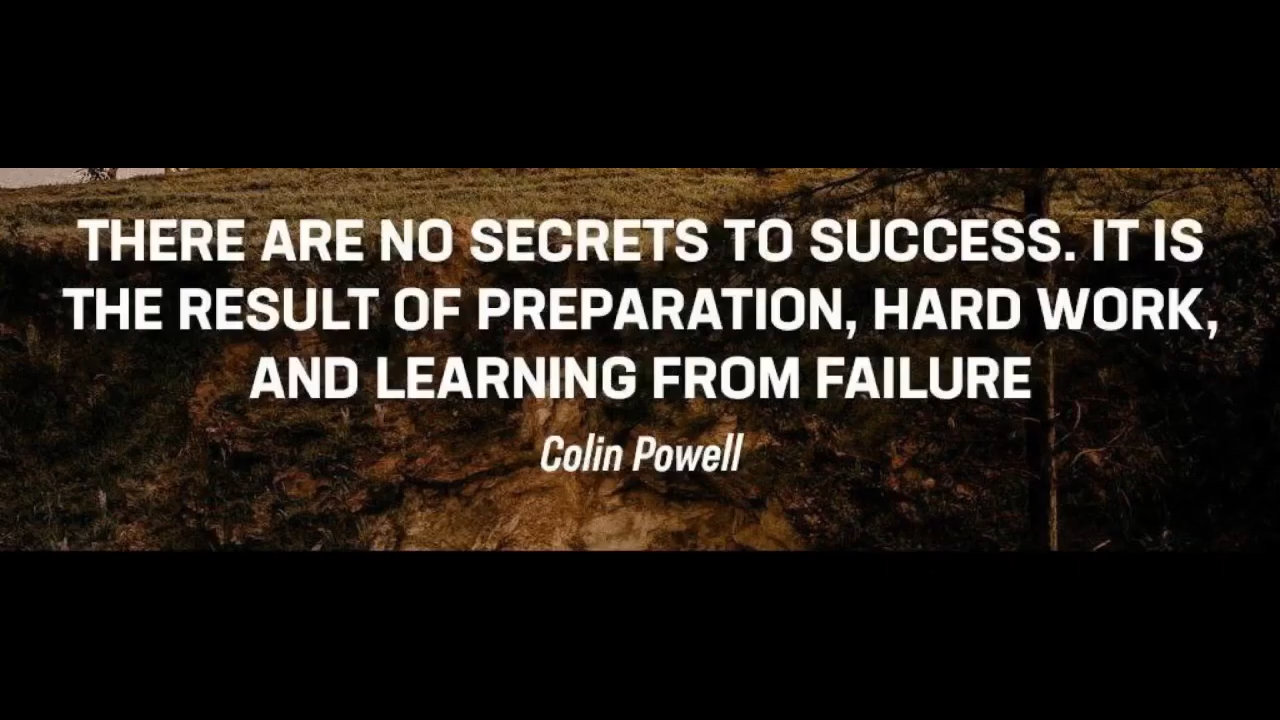 THERE ARE NO SECRETS TO SUCCESS. IT IS
THE RESULT OF PREPARATION, HARD WORK,
AND LEARNING FROM FAILURE
Colin Powell